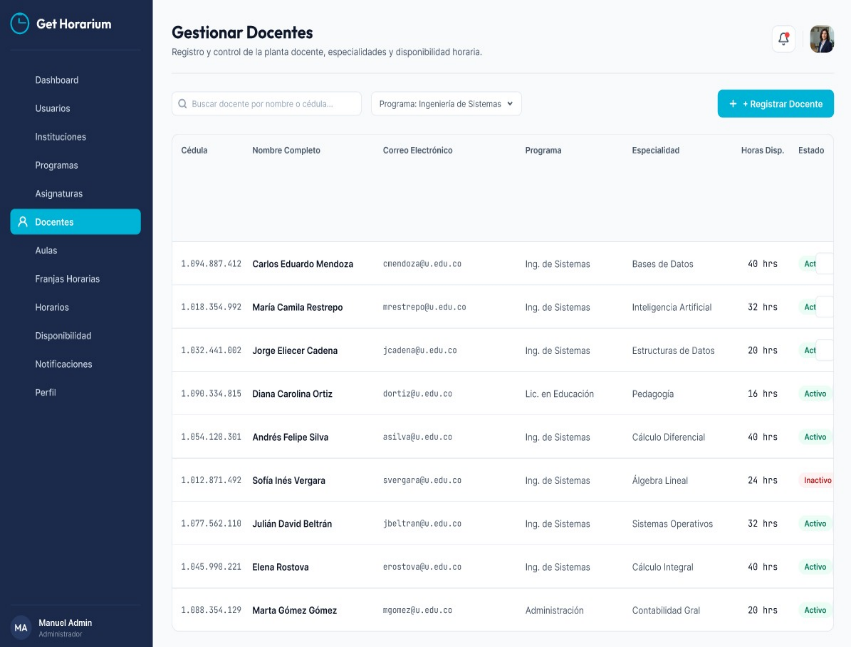 Get Horarium
Dashboard
Usuarios
Instituciones
Programas
Asignaturas
Docentes
Aulas
Franjas Horarias
Horarios
Disponibilidad
Notificaciones
Perfil
MA
Manuel Admin
Administrador
Gestionar Docentes
Registro y control de la planta docente, especialidades y disponibilidad horaria.
Buscar docente por nombre o cédula...
Programa: Ingeniería de Sistemas
+ + Registrar Docente
Cédula Nombre Completo Correo Electrónico Programa Especialidad Horas Disp. Estado
1.094.887.412 Carlos Eduardo Mendoza cmendoza@u.edu.co Ing. de Sistemas Bases de Datos 40 hrs Act
1.018.354.992 María Camila Restrepo mrestrepo@u.edu.co Ing. de Sistemas Inteligencia Artificial 32 hrs Act
1.032.441.002 Jorge Eliecer Cadena jcadena@u.edu.co Ing. de Sistemas Estructuras de Datos 20 hrs Act
1.090.334.815 Diana Carolina Ortiz dortiz@u.edu.co Lic. en Educación Pedagogía 16 hrs Activo
1.054.120.301 Andrés Felipe Silva asilva@u.edu.co Ing. de Sistemas Cálculo Diferencial 40 hrs Activo
1.012.871.492 Sofía Inés Vergara svergara@u.edu.co Ing. de Sistemas Álgebra Lineal 24 hrs Inactivo
1.077.562.110 Julián David Beltrán jbeltran@u.edu.co Ing. de Sistemas Sistemas Operativos 32 hrs Activo
1.045.990.221 Elena Rostova erostova@u.edu.co Ing. de Sistemas Cálculo Integral 40 hrs Activo
1.088.354.129 Marta Gómez Gómez mgomez@u.edu.co Administración Contabilidad Gral 20 hrs Activo